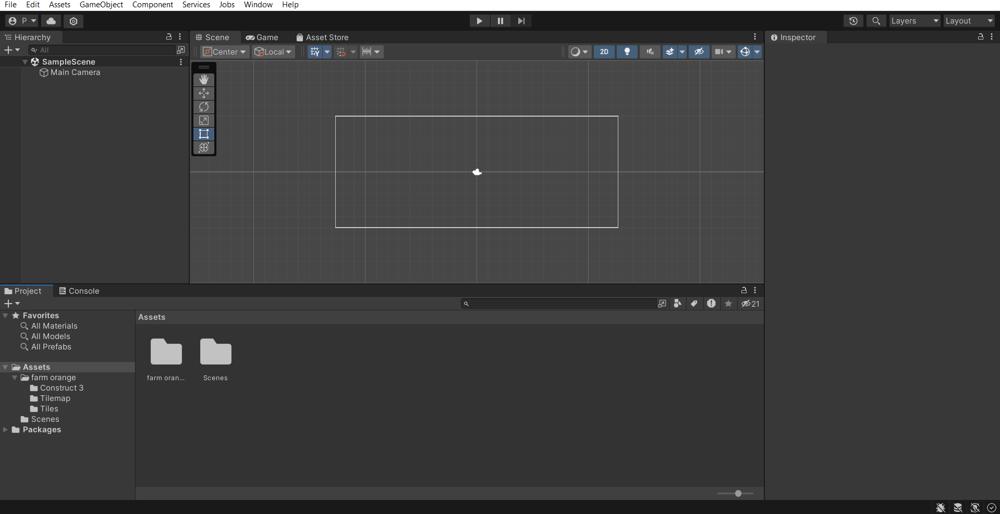 File Edit Assets GameObject Component Services Jobs Window Help
P
Layers
Layout
Hierarchy
All
SampleScene
Main Camera
Scene
Game
Asset Store
Center
Local
2D
Inspector
Project
Console
21
Favorites
All Materials
All Models
All Prefabs
Assets
farm orange
Construct 3
Tilemap
Tiles
Scenes
Packages
Assets
farm oran...
Scenes